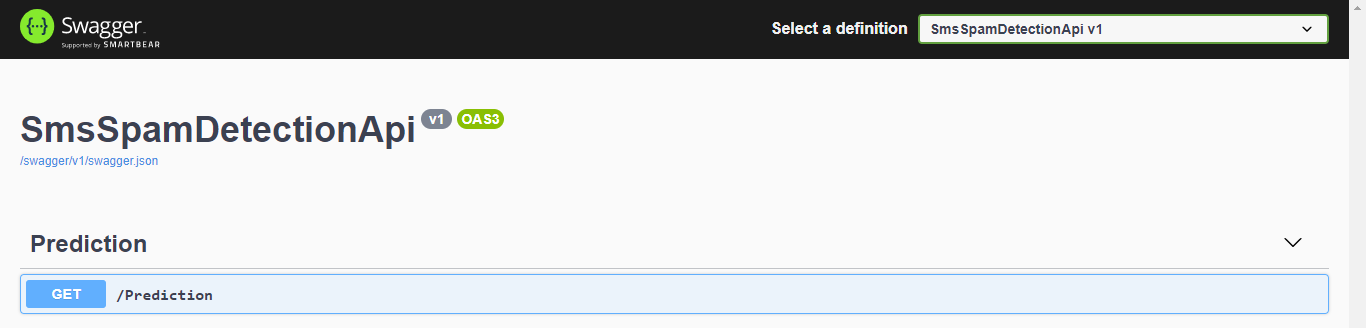 Swagger
Supported by SMARTBEAR
Select a definition
SmsSpamDetectionApi v1
SmsSpamDetectionApi v1 OAS3
/swagger/v1/swagger.json
Prediction
GET /Prediction